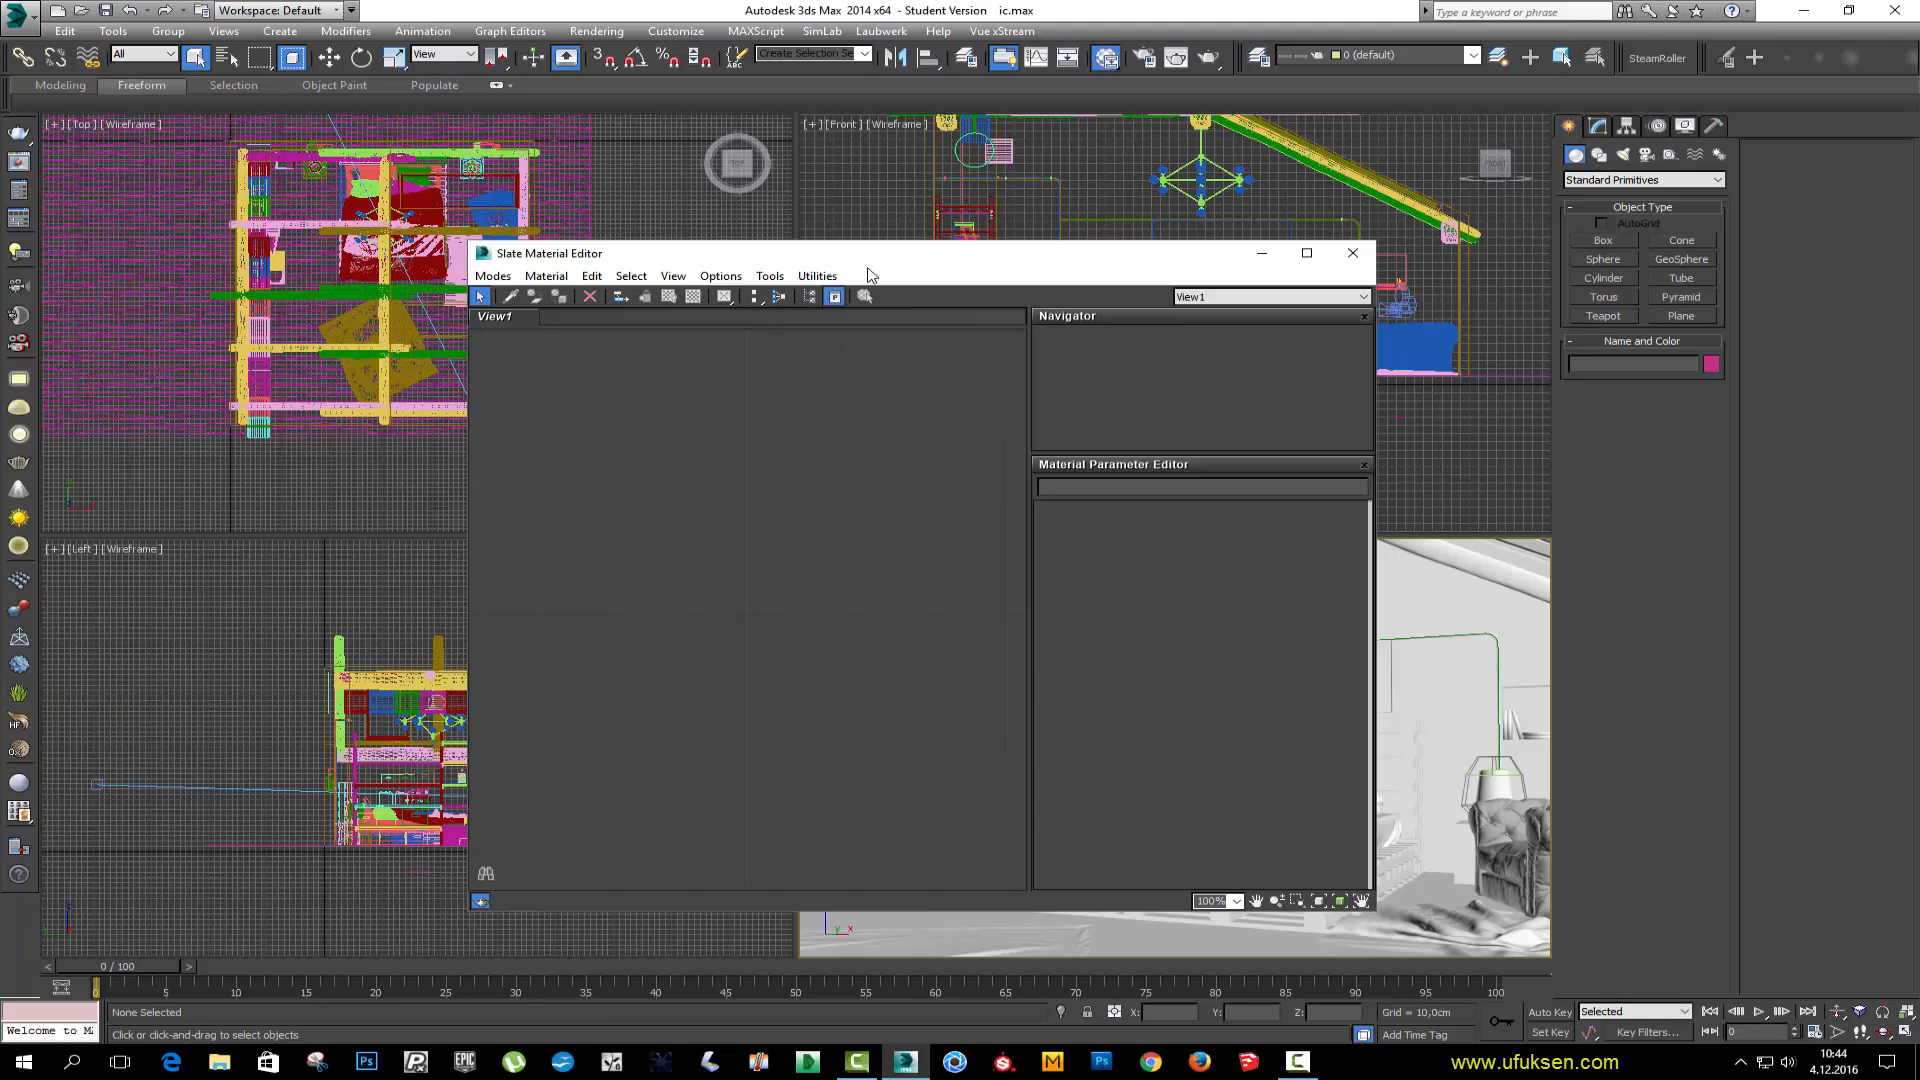 Workspace: Default
Autodesk 3ds Max 2014 x64 - Student Version ic.max
Type a keyword or phrase
Edit Tools Group Views Create Modifiers Animation Graph Editors Rendering Customize MAXScript SimLab Laubwerk Help Vue xStream
All
View
Create Selection Se
0 (default)
SteamRoller
Modeling Freeform Selection Object Paint Populate
[+][Top][Wireframe]
TOP
[+][Front][Wireframe]
FRONT
Standard Primitives
Object Type
AutoGrid
Box Cone
Sphere GeoSphere
Cylinder Tube
Torus Pyramid
Teapot Plane
Name and Color
Slate Material Editor
Modes Material Edit Select View Options Tools Utilities
View1
View1
Navigator
Material Parameter Editor
100%
[+][Left][Wireframe]
HF
y x
0 / 100
5 10 15 20 25 30 35 40 45 50 55 60 65 70 75 80 85 90 95 100
None Selected
X: Y: Z:
Grid = 10,0cm
Auto Key
Selected
Welcome to MA
Click or click-and-drag to select objects
Add Time Tag
Set Key
Key Filters...
0
www.ufuksen.com
10:44
4.12.2016